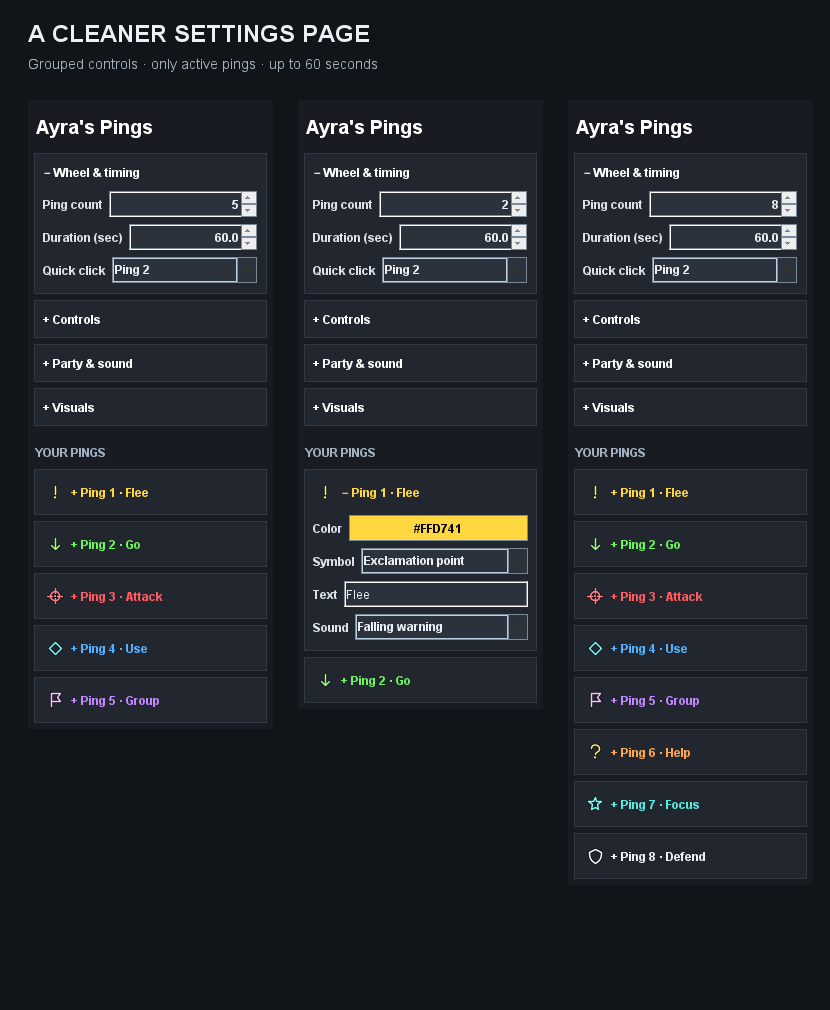 A CLEANER SETTINGS PAGE
Grouped controls · only active pings · up to 60 seconds
Ayra's Pings
– Wheel & timing
Ping count 5
Duration (sec) 60.0
Quick click Ping 2
+ Controls
+ Party & sound
+ Visuals
YOUR PINGS
+ Ping 1 · Flee
+ Ping 2 · Go
+ Ping 3 · Attack
+ Ping 4 · Use
+ Ping 5 · Group
Ayra's Pings
– Wheel & timing
Ping count 2
Duration (sec) 60.0
Quick click Ping 2
+ Controls
+ Party & sound
+ Visuals
YOUR PINGS
– Ping 1 · Flee
Color #FFD741
Symbol Exclamation point
Text Flee
Sound Falling warning
+ Ping 2 · Go
Ayra's Pings
– Wheel & timing
Ping count 8
Duration (sec) 60.0
Quick click Ping 2
+ Controls
+ Party & sound
+ Visuals
YOUR PINGS
+ Ping 1 · Flee
+ Ping 2 · Go
+ Ping 3 · Attack
+ Ping 4 · Use
+ Ping 5 · Group
+ Ping 6 · Help
+ Ping 7 · Focus
+ Ping 8 · Defend